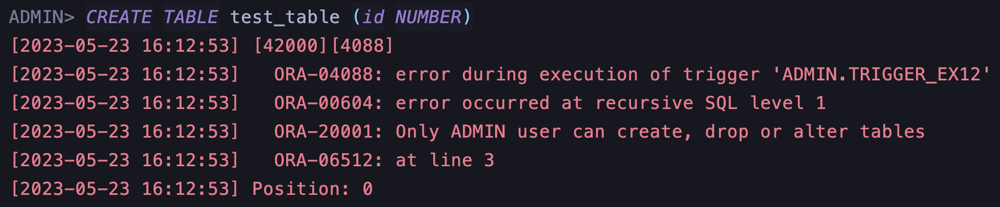 ADMIN> CREATE TABLE test_table (id NUMBER)
[2023-05-23 16:12:53] [42000][4088]
[2023-05-23 16:12:53]   ORA-04088: error during execution of trigger 'ADMIN.TRIGGER_EX12'
[2023-05-23 16:12:53]   ORA-00604: error occurred at recursive SQL level 1
[2023-05-23 16:12:53]   ORA-20001: Only ADMIN user can create, drop or alter tables
[2023-05-23 16:12:53]   ORA-06512: at line 3
[2023-05-23 16:12:53] Position: 0